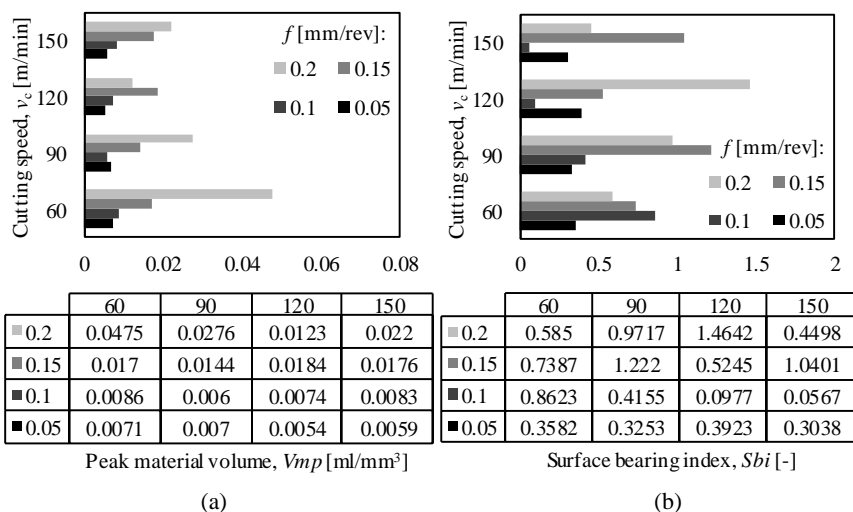 Cutting speed, vc [m/min]
150
120
90
60
f [mm/rev]:
0.2 0.15
0.1 0.05
0 0.02 0.04 0.06 0.08
60 90 120 150
0.2 0.0475 0.0276 0.0123 0.022
0.15 0.017 0.0144 0.0184 0.0176
0.1 0.0086 0.006 0.0074 0.0083
0.05 0.0071 0.007 0.0054 0.0059
Peak material volume, Vmp [ml/mm³]
(a)
Cutting speed, vc [m/min]
150
120
90
60
f [mm/rev]:
0.2 0.15
0.1 0.05
0 0.5 1 1.5 2
60 90 120 150
0.2 0.585 0.9717 1.4642 0.4498
0.15 0.7387 1.222 0.5245 1.0401
0.1 0.8623 0.4155 0.0977 0.0567
0.05 0.3582 0.3253 0.3923 0.3038
Surface bearing index, Sbi [-]
(b)